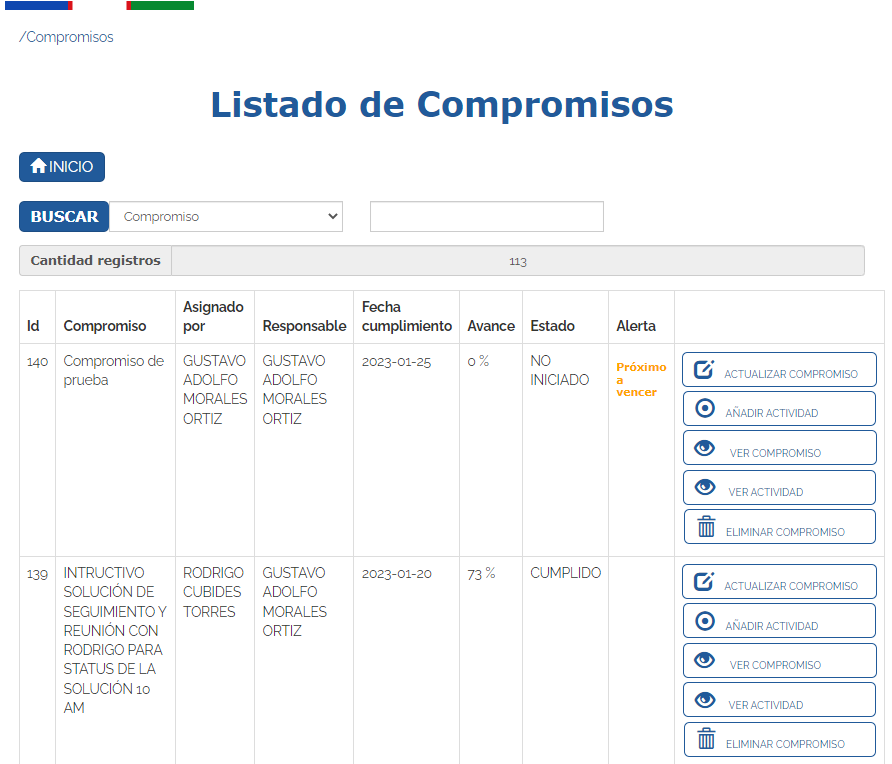 /Compromisos
Listado de Compromisos
INICIO
BUSCAR Compromiso
Cantidad registros 113
Id Compromiso Asignado por Responsable Fecha cumplimiento Avance Estado Alerta
140 Compromiso de prueba GUSTAVO ADOLFO MORALES ORTIZ GUSTAVO ADOLFO MORALES ORTIZ 2023-01-25 0 % NO INICIADO Próximo a vencer
ACTUALIZAR COMPROMISO
AÑADIR ACTIVIDAD
VER COMPROMISO
VER ACTIVIDAD
ELIMINAR COMPROMISO
139 INTRUCTIVO SOLUCIÓN DE SEGUIMIENTO Y REUNIÓN CON RODRIGO PARA STATUS DE LA SOLUCIÓN 10 AM RODRIGO CUBIDES TORRES GUSTAVO ADOLFO MORALES ORTIZ 2023-01-20 73 % CUMPLIDO
ACTUALIZAR COMPROMISO
AÑADIR ACTIVIDAD
VER COMPROMISO
VER ACTIVIDAD
ELIMINAR COMPROMISO